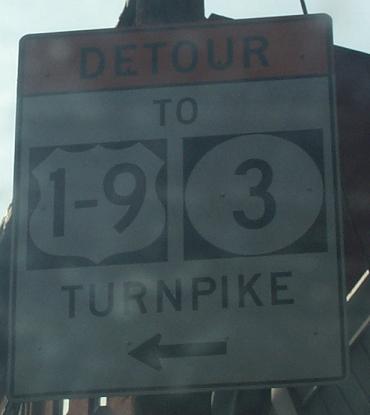 DETOUR
TO
1-9 3
TURNPIKE